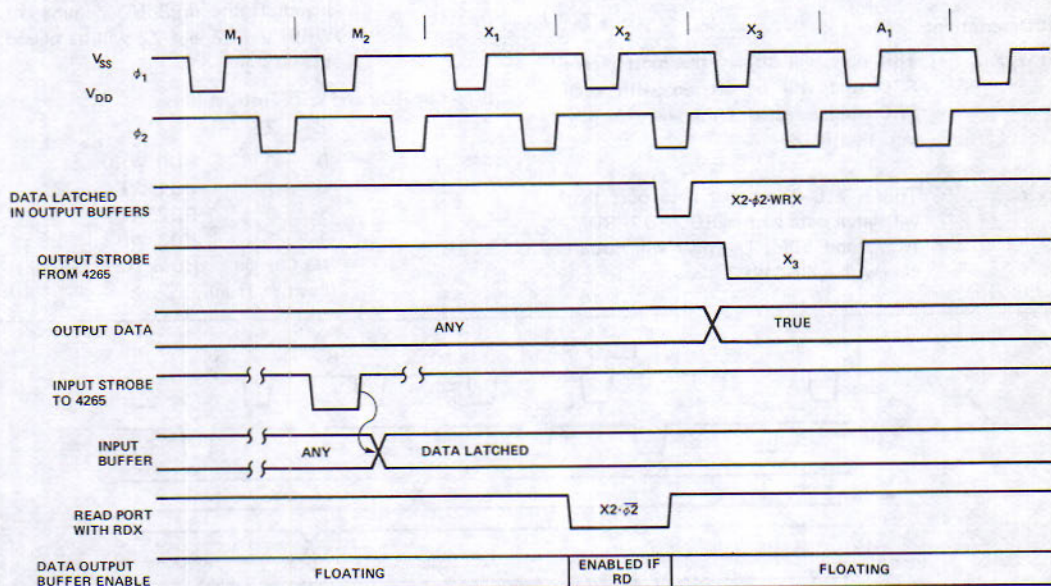 M₁ M₂ X₁ X₂ X₃ A₁
VSS
φ₁
VDD
φ₂
DATA LATCHED
IN OUTPUT BUFFERS
X2-φ2-WRX
OUTPUT STROBE
FROM 4265
X₃
OUTPUT DATA
ANY
TRUE
INPUT STROBE
TO 4265
INPUT
BUFFER
ANY
DATA LATCHED
READ PORT
WITH RDX
X2-φ̅2̅
DATA OUTPUT
BUFFER ENABLE
FLOATING
ENABLED IF
RD
FLOATING